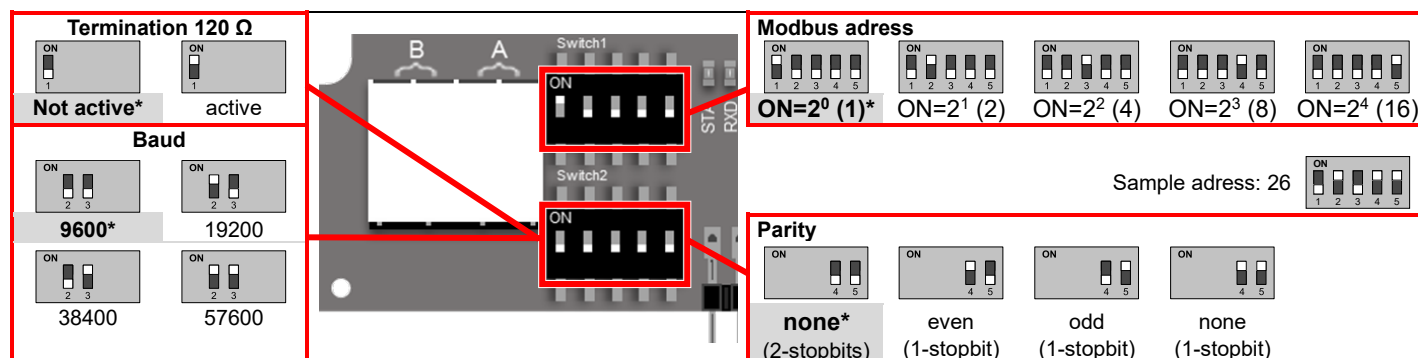 Termination 120 Ω
ON
1
ON
1
Not active*
active
Baud
ON
2 3
ON
2 3
9600*
19200
ON
2 3
ON
2 3
38400
57600
B
A
Switch1
ON
STA
RXD
Switch2
ON
Modbus adress
ON
1 2 3 4 5
ON
1 2 3 4 5
ON
1 2 3 4 5
ON
1 2 3 4 5
ON
1 2 3 4 5
ON=2⁰ (1)*
ON=2¹ (2)
ON=2² (4)
ON=2³ (8)
ON=2⁴ (16)
Sample adress: 26
ON
1 2 3 4 5
Parity
ON
4 5
ON
4 5
ON
4 5
ON
4 5
none*
(2-stopbits)
even
(1-stopbit)
odd
(1-stopbit)
none
(1-stopbit)